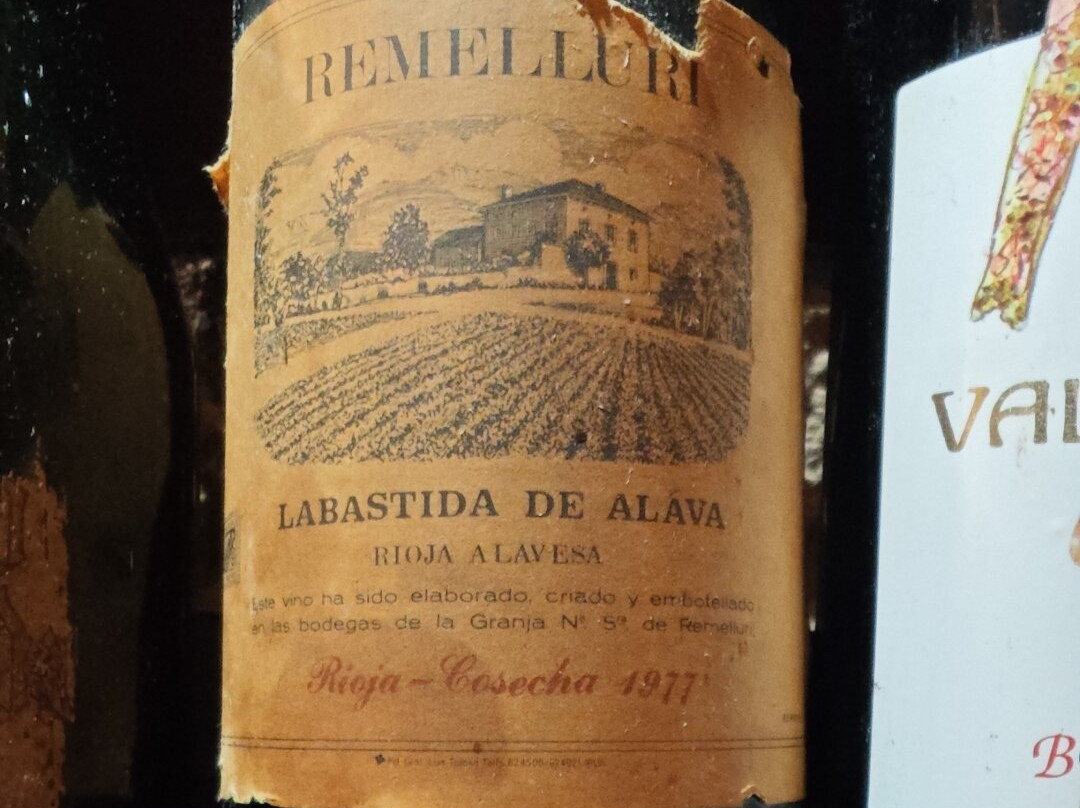 REMELLURI
LABASTIDA DE ALAVA
RIOJA ALAVESA
Este vino ha sido elaborado, criado y embotellado
en las bodegas de la Granja Nª. Sª. de Remelluri
Rioja - Cosecha 1977
VAL
B